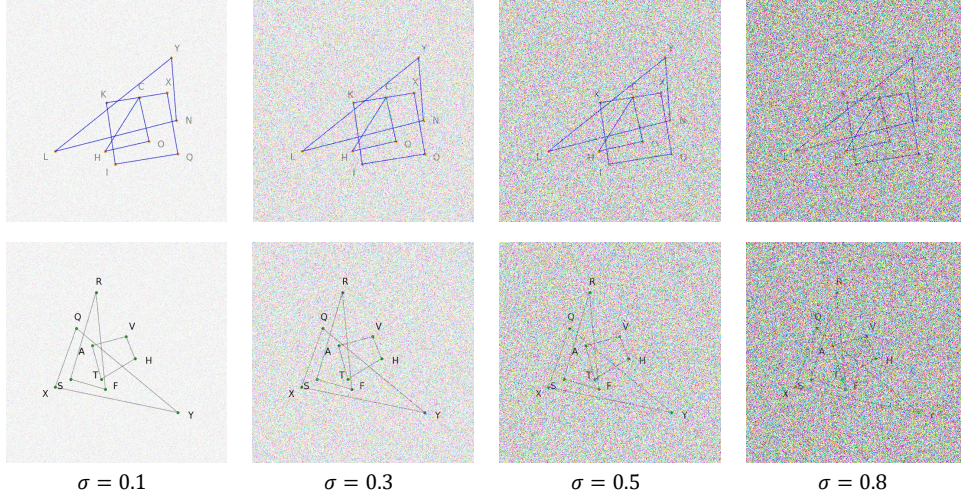 Y
K C X
N
L H O Q
I
Y
K C X
N
L H
I
Y
X
N
L H
L
R
Q V
A H
S T F
X
Y
R
Q V
A H
S T F
X
Y
R
Q V
A H
S T F
X
Y
R
Q V
A H
S
X
σ = 0.1 σ = 0.3 σ = 0.5 σ = 0.8